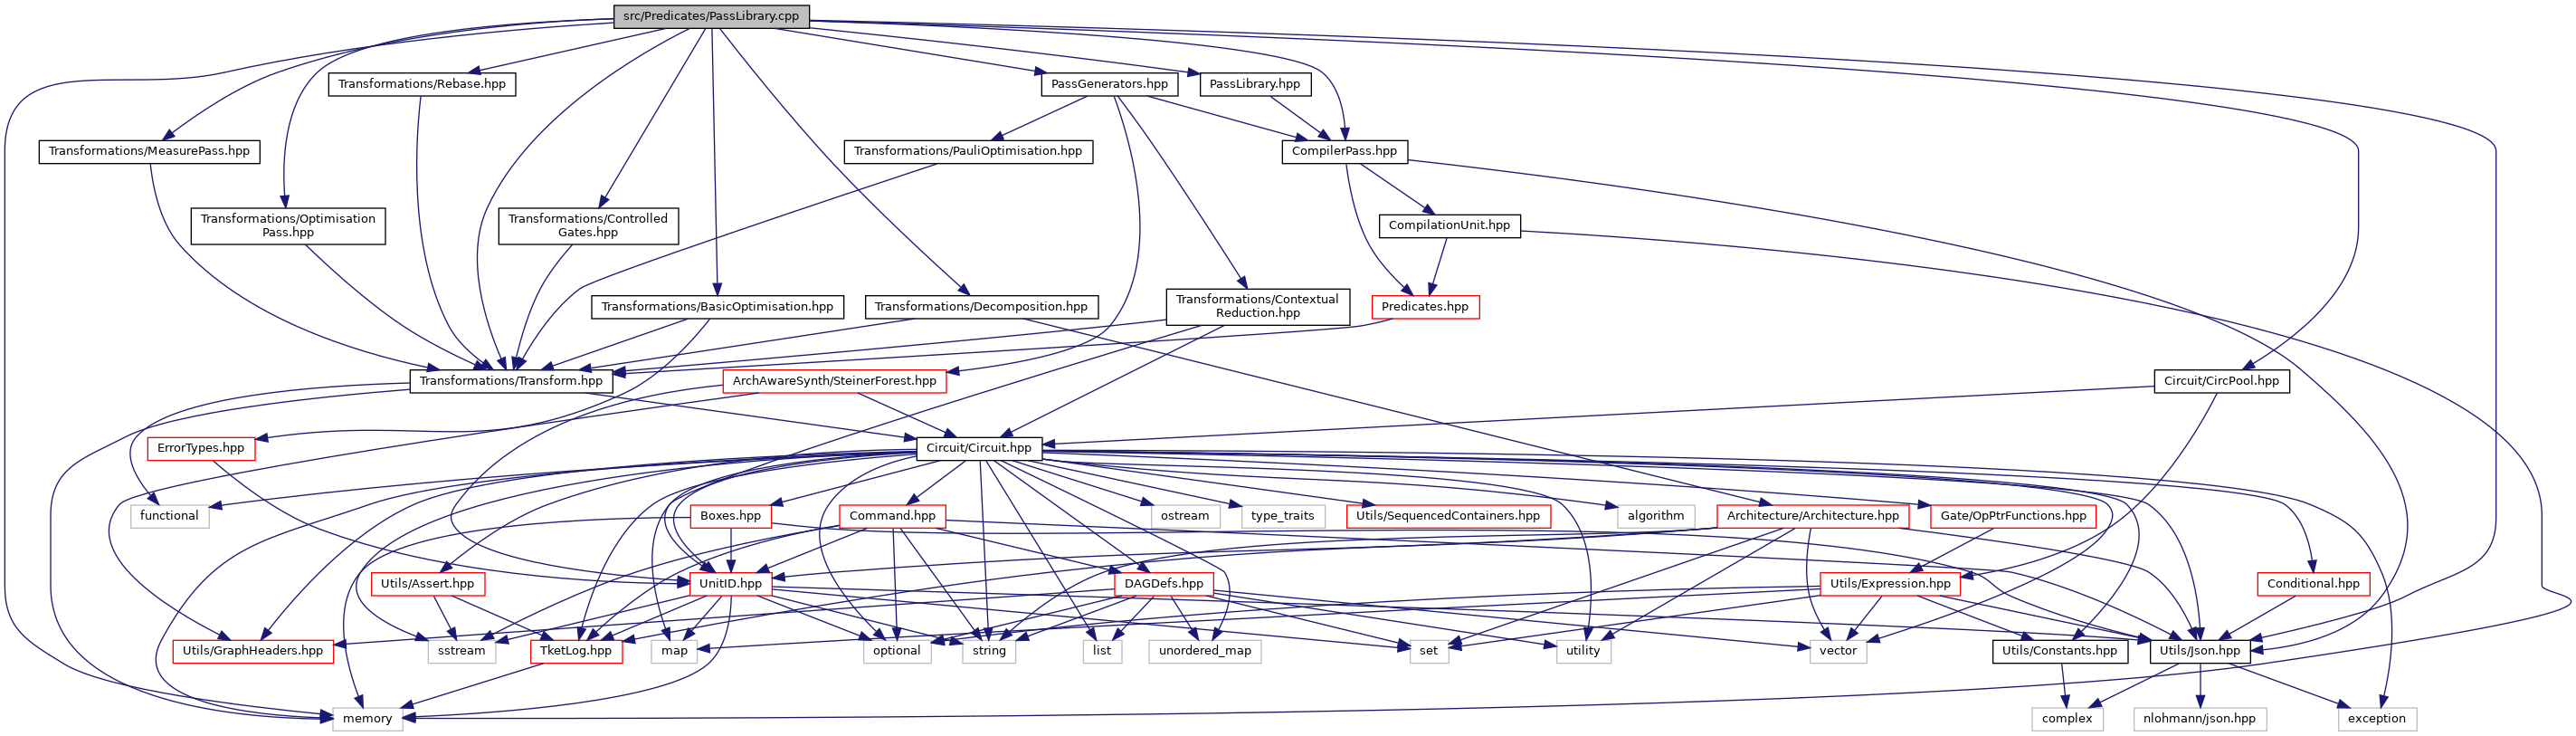 src/Predicates/PassLibrary.cpp
Transformations/Rebase.hpp
PassGenerators.hpp
PassLibrary.hpp
Transformations/MeasurePass.hpp
Transformations/PauliOptimisation.hpp
CompilerPass.hpp
Transformations/Optimisation
Pass.hpp
Transformations/Controlled
Gates.hpp
CompilationUnit.hpp
Transformations/BasicOptimisation.hpp
Transformations/Decomposition.hpp
Transformations/Contextual
Reduction.hpp
Predicates.hpp
Transformations/Transform.hpp
ArchAwareSynth/SteinerForest.hpp
Circuit/CircPool.hpp
ErrorTypes.hpp
Circuit/Circuit.hpp
functional
Boxes.hpp
Command.hpp
ostream
type_traits
Utils/SequencedContainers.hpp
algorithm
Architecture/Architecture.hpp
Gate/OpPtrFunctions.hpp
Utils/Assert.hpp
UnitID.hpp
DAGDefs.hpp
Utils/Expression.hpp
Conditional.hpp
Utils/GraphHeaders.hpp
sstream
TketLog.hpp
map
optional
string
list
unordered_map
set
utility
vector
Utils/Constants.hpp
Utils/Json.hpp
memory
complex
nlohmann/json.hpp
exception